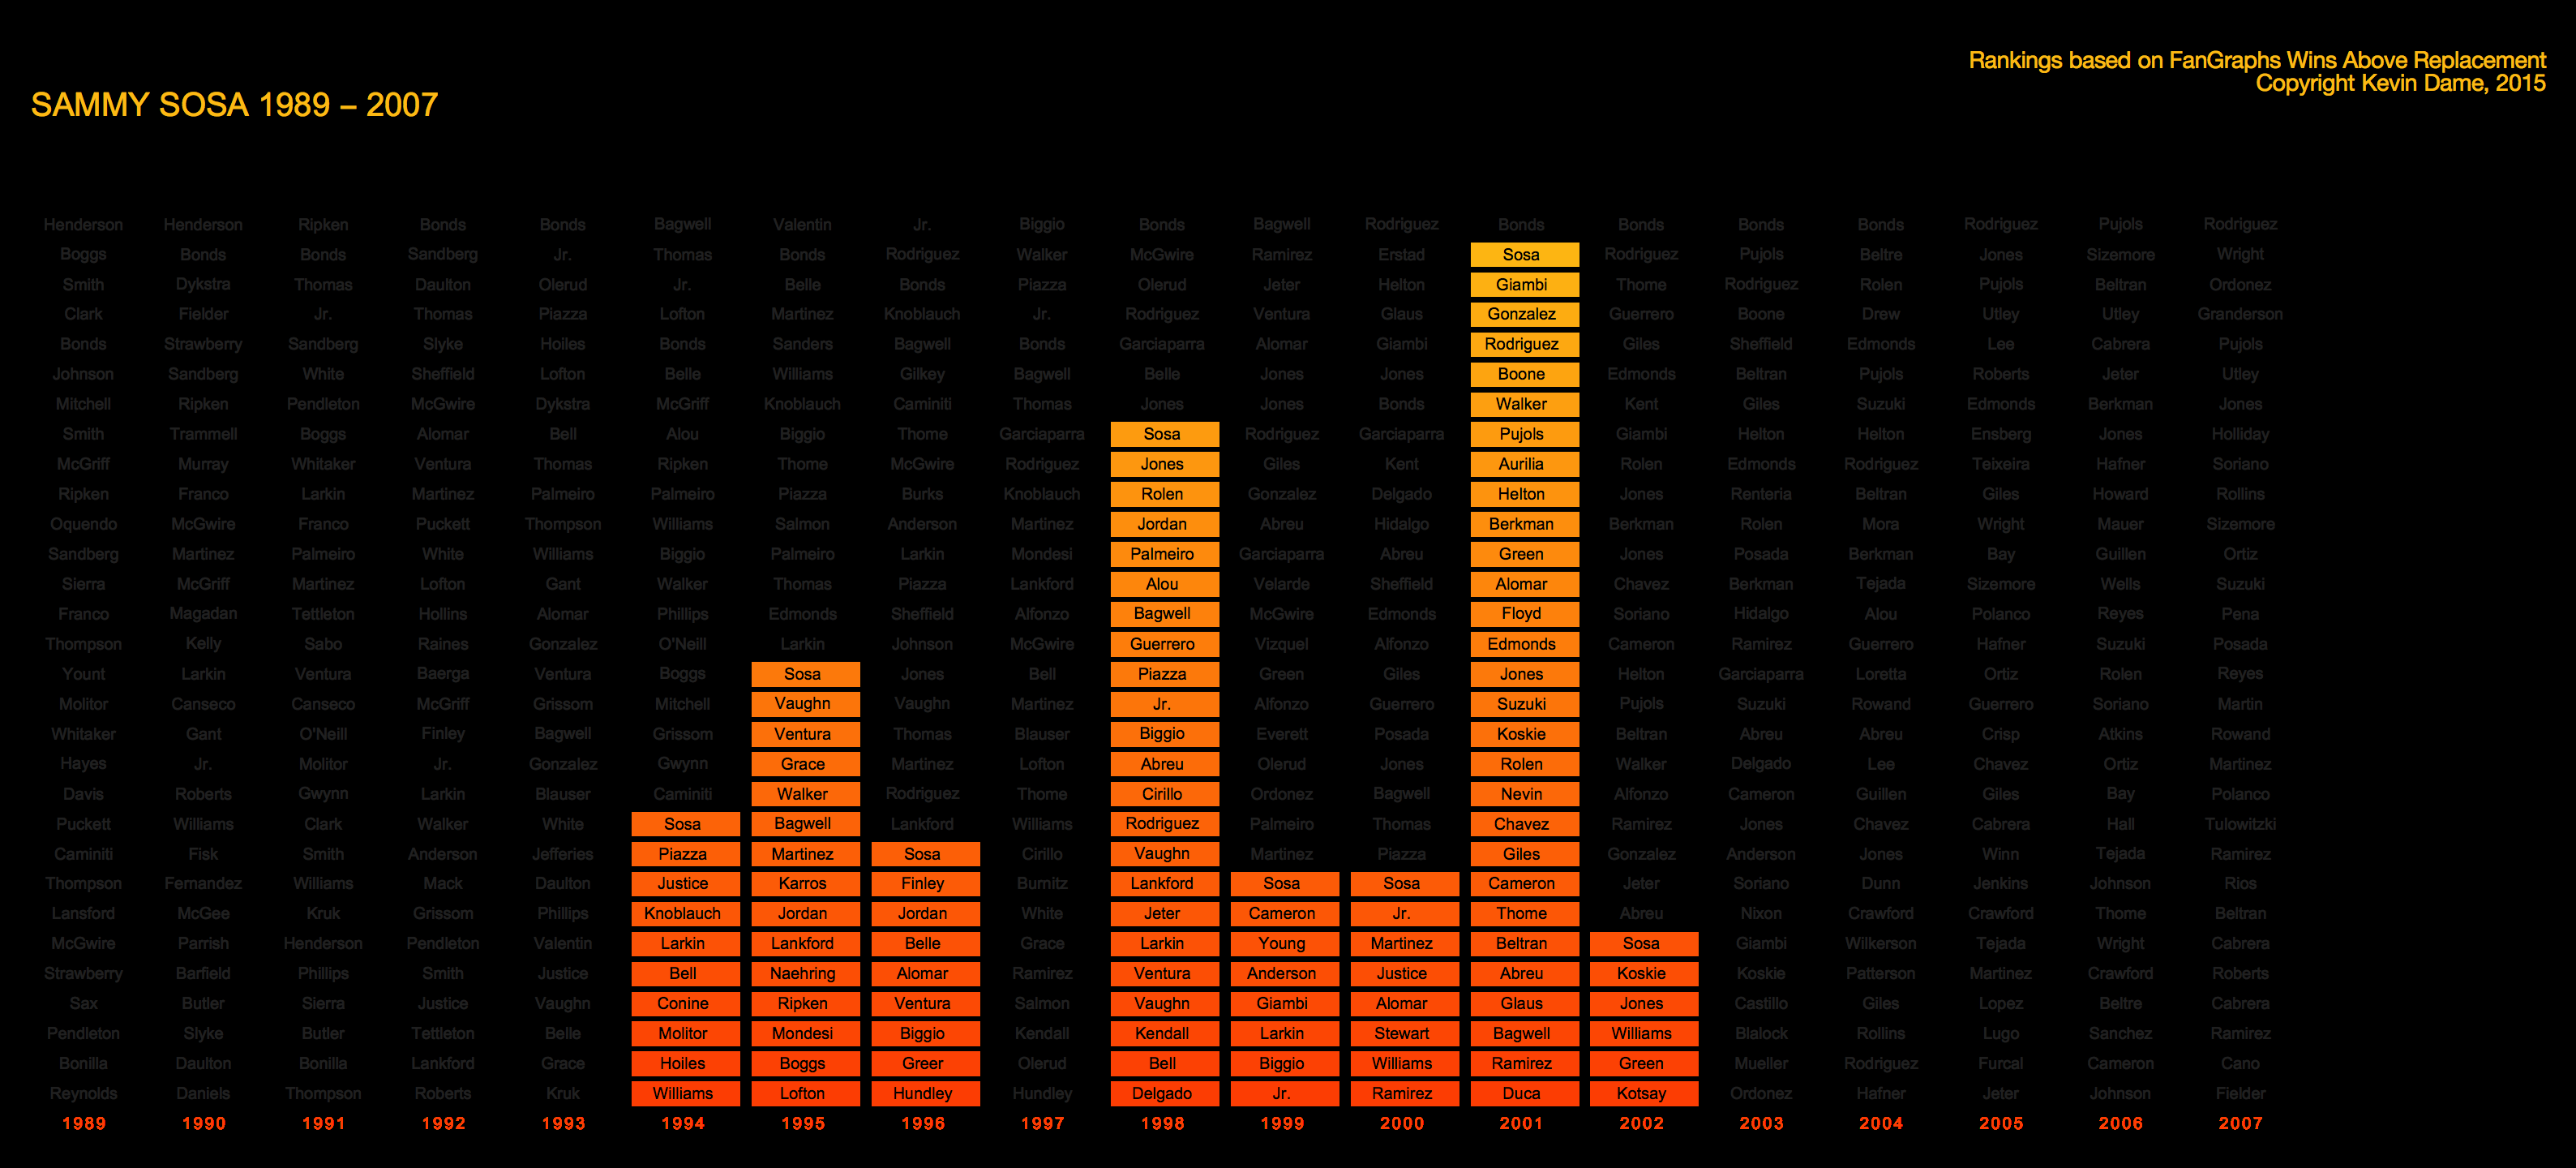 Rankings based on FanGraphs Wins Above Replacement
Copyright Kevin Dame, 2015
SAMMY SOSA 1989 – 2007
Henderson Henderson Ripken Bonds Bonds Bagwell Valentin Jr. Biggio Bonds Bagwell Rodriguez Bonds Bonds Bonds Bonds Rodriguez Pujols Rodriguez
Boggs Bonds Bonds Sandberg Jr. Thomas Bonds Rodriguez Walker McGwire Ramirez Erstad Sosa Rodriguez Pujols Beltre Jones Sizemore Wright
Smith Dykstra Thomas Daulton Olerud Jr. Belle Bonds Piazza Olerud Jeter Helton Giambi Thome Rodriguez Rolen Pujols Beltran Ordonez
Clark Fielder Jr. Thomas Piazza Lofton Martinez Knoblauch Jr. Rodriguez Ventura Glaus Gonzalez Guerrero Boone Drew Utley Utley Granderson
Bonds Strawberry Sandberg Slyke Hoiles Bonds Sanders Bagwell Bonds Garciaparra Alomar Giambi Rodriguez Giles Sheffield Edmonds Lee Cabrera Pujols
Johnson Sandberg White Sheffield Lofton Belle Williams Gilkey Bagwell Belle Jones Jones Boone Edmonds Beltran Pujols Roberts Jeter Utley
Mitchell Ripken Pendleton McGwire Dykstra McGriff Knoblauch Caminiti Thomas Jones Jones Bonds Walker Kent Giles Suzuki Edmonds Berkman Jones
Smith Trammell Boggs Alomar Bell Alou Biggio Thome Garciaparra Sosa Rodriguez Garciaparra Pujols Giambi Helton Helton Ensberg Jones Holliday
McGriff Murray Whitaker Ventura Thomas Ripken Thome McGwire Rodriguez Jones Giles Kent Aurilia Rolen Edmonds Rodriguez Teixeira Hafner Soriano
Ripken Franco Larkin Martinez Palmeiro Palmeiro Piazza Burks Knoblauch Rolen Gonzalez Delgado Helton Jones Renteria Beltran Giles Howard Rollins
Oquendo McGwire Franco Puckett Thompson Williams Salmon Anderson Martinez Jordan Abreu Hidalgo Berkman Berkman Rolen Mora Wright Mauer Sizemore
Sandberg Martinez Palmeiro White Williams Biggio Palmeiro Larkin Mondesi Palmeiro Garciaparra Abreu Green Jones Posada Berkman Bay Guillen Ortiz
Sierra McGriff Martinez Lofton Gant Walker Thomas Piazza Lankford Alou Velarde Sheffield Alomar Chavez Berkman Tejada Sizemore Wells Suzuki
Franco Magadan Tettleton Hollins Alomar Phillips Edmonds Sheffield Alfonzo Bagwell McGwire Edmonds Floyd Soriano Hidalgo Alou Polanco Reyes Pena
Thompson Kelly Sabo Raines Gonzalez O'Neill Larkin Johnson McGwire Guerrero Vizquel Alfonzo Edmonds Cameron Ramirez Guerrero Hafner Suzuki Posada
Yount Larkin Ventura Baerga Ventura Boggs Sosa Jones Bell Piazza Green Giles Jones Helton Garciaparra Loretta Ortiz Rolen Reyes
Molitor Canseco Canseco McGriff Grissom Mitchell Vaughn Vaughn Martinez Jr. Alfonzo Guerrero Suzuki Pujols Suzuki Rowand Guerrero Soriano Martin
Whitaker Gant O'Neill Finley Bagwell Grissom Ventura Thomas Blauser Biggio Everett Posada Koskie Beltran Abreu Abreu Crisp Atkins Rowand
Hayes Jr. Molitor Jr. Gonzalez Gwynn Grace Martinez Lofton Abreu Olerud Jones Rolen Walker Delgado Lee Chavez Ortiz Martinez
Davis Roberts Gwynn Larkin Blauser Caminiti Walker Rodriguez Thome Cirillo Ordonez Bagwell Nevin Alfonzo Cameron Guillen Giles Bay Polanco
Puckett Williams Clark Walker White Sosa Bagwell Lankford Williams Rodriguez Palmeiro Thomas Chavez Ramirez Jones Chavez Cabrera Hall Tulowitzki
Caminiti Fisk Smith Anderson Jefferies Piazza Martinez Sosa Cirillo Vaughn Martinez Piazza Giles Gonzalez Anderson Jones Winn Tejada Ramirez
Thompson Fernandez Williams Mack Daulton Justice Karros Finley Burnitz Lankford Sosa Sosa Cameron Jeter Soriano Dunn Jenkins Johnson Rios
Lansford McGee Kruk Grissom Phillips Knoblauch Jordan Jordan White Jeter Cameron Jr. Thome Abreu Nixon Crawford Crawford Thome Beltran
McGwire Parrish Henderson Pendleton Valentin Larkin Lankford Belle Grace Larkin Young Martinez Beltran Sosa Giambi Wilkerson Tejada Wright Cabrera
Strawberry Barfield Phillips Smith Justice Bell Naehring Alomar Ramirez Ventura Anderson Justice Abreu Koskie Koskie Patterson Martinez Crawford Roberts
Sax Butler Sierra Justice Vaughn Conine Ripken Ventura Salmon Vaughn Giambi Alomar Glaus Jones Castillo Giles Lopez Beltre Cabrera
Pendleton Slyke Butler Tettleton Belle Molitor Mondesi Biggio Kendall Kendall Larkin Stewart Bagwell Williams Blalock Rollins Lugo Sanchez Ramirez
Bonilla Daulton Bonilla Lankford Grace Hoiles Boggs Greer Olerud Bell Biggio Williams Ramirez Green Mueller Rodriguez Furcal Cameron Cano
Reynolds Daniels Thompson Roberts Kruk Williams Lofton Hundley Hundley Delgado Jr. Ramirez Duca Kotsay Ordonez Hafner Jeter Johnson Fielder
1989 1990 1991 1992 1993 1994 1995 1996 1997 1998 1999 2000 2001 2002 2003 2004 2005 2006 2007